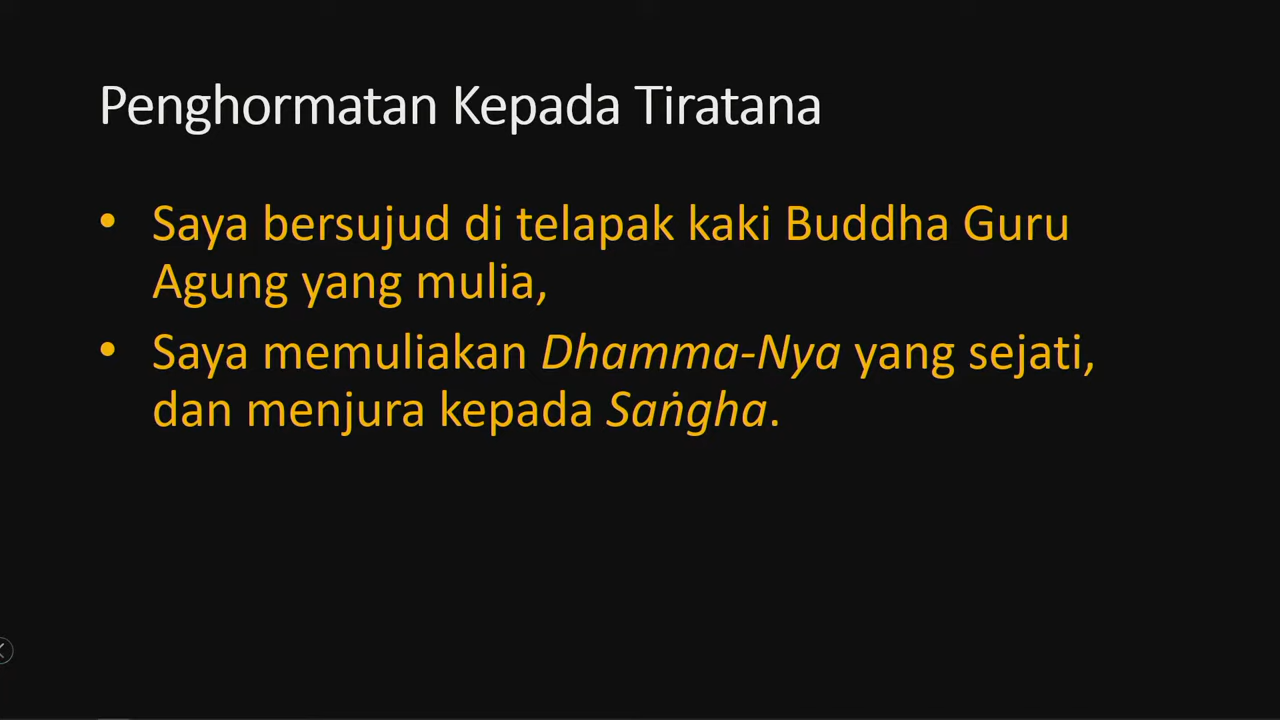 Penghormatan Kepada Tiratana
• Saya bersujud di telapak kaki Buddha Guru
Agung yang mulia,
• Saya memuliakan Dhamma-Nya yang sejati,
dan menjura kepada Saṅgha.